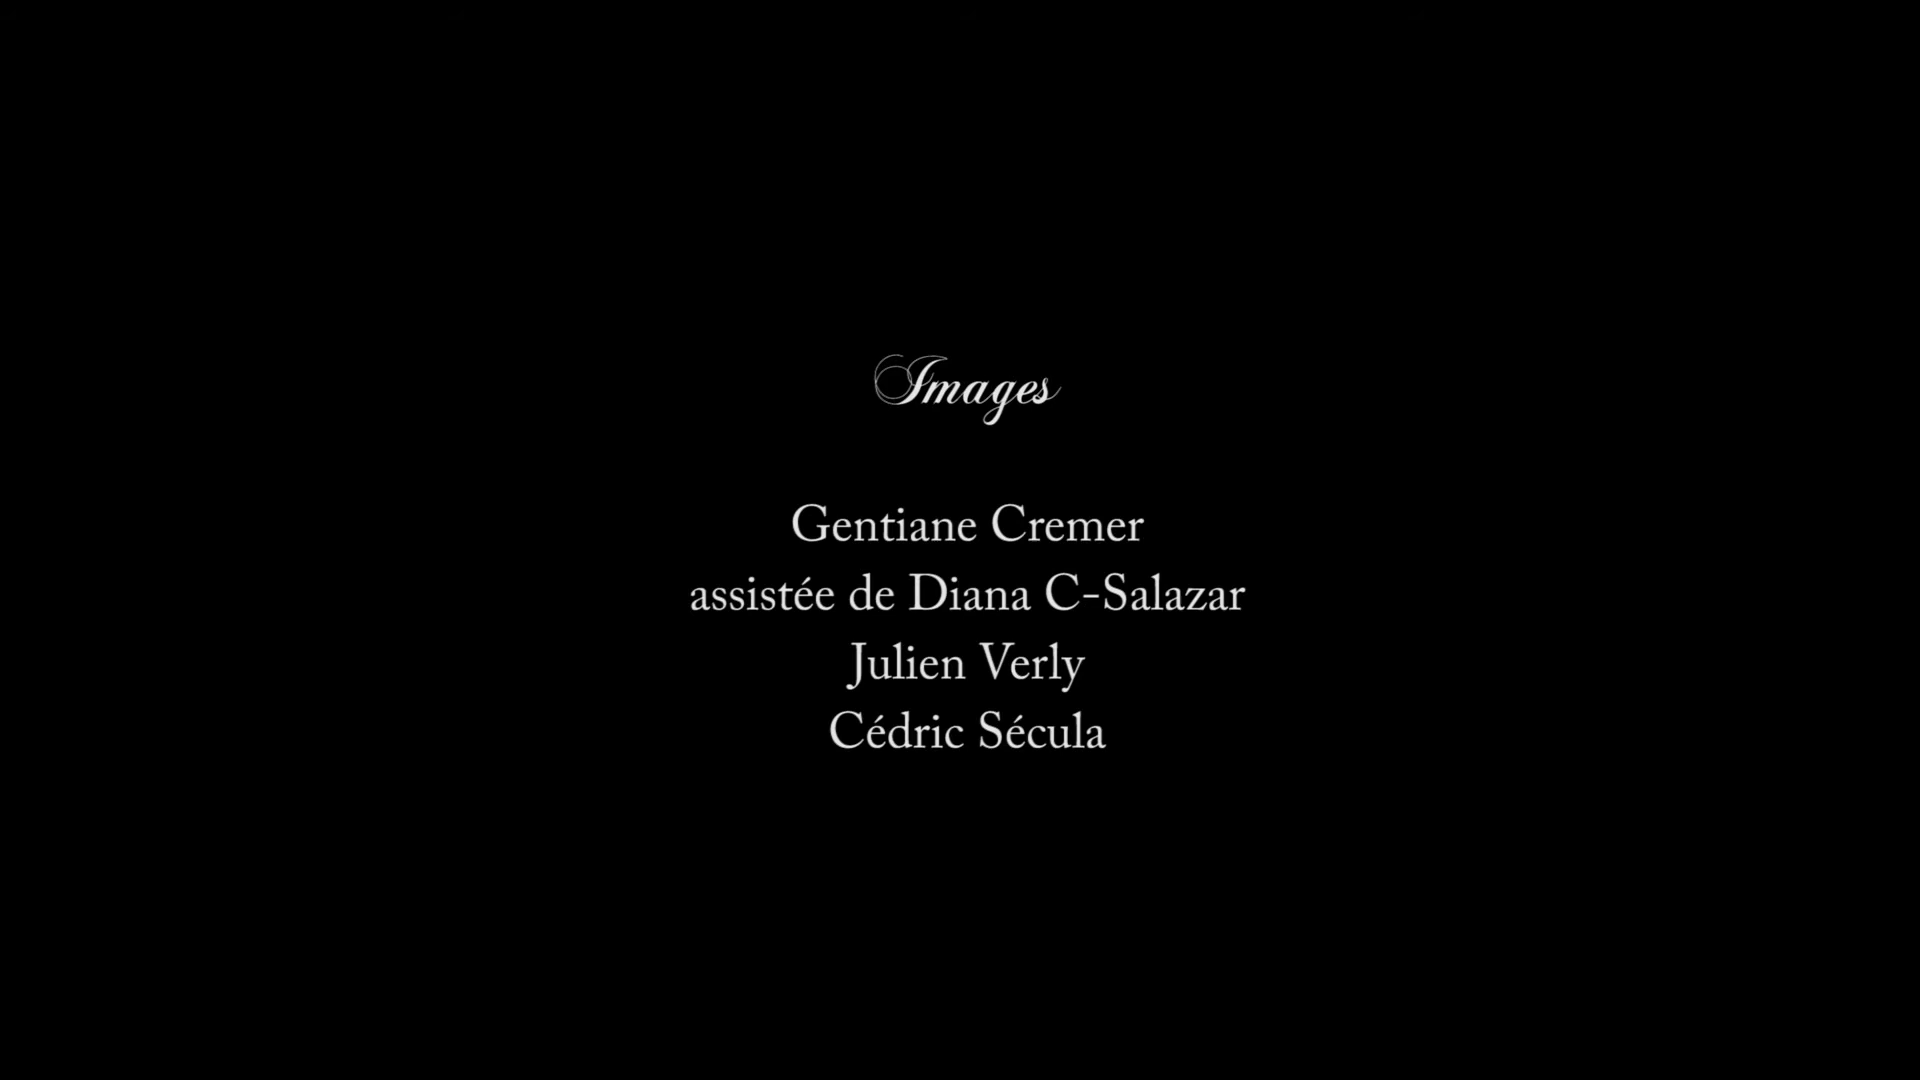 Images
Gentiane Cremer
assistée de Diana C-Salazar
Julien Verly
Cédric Sécula